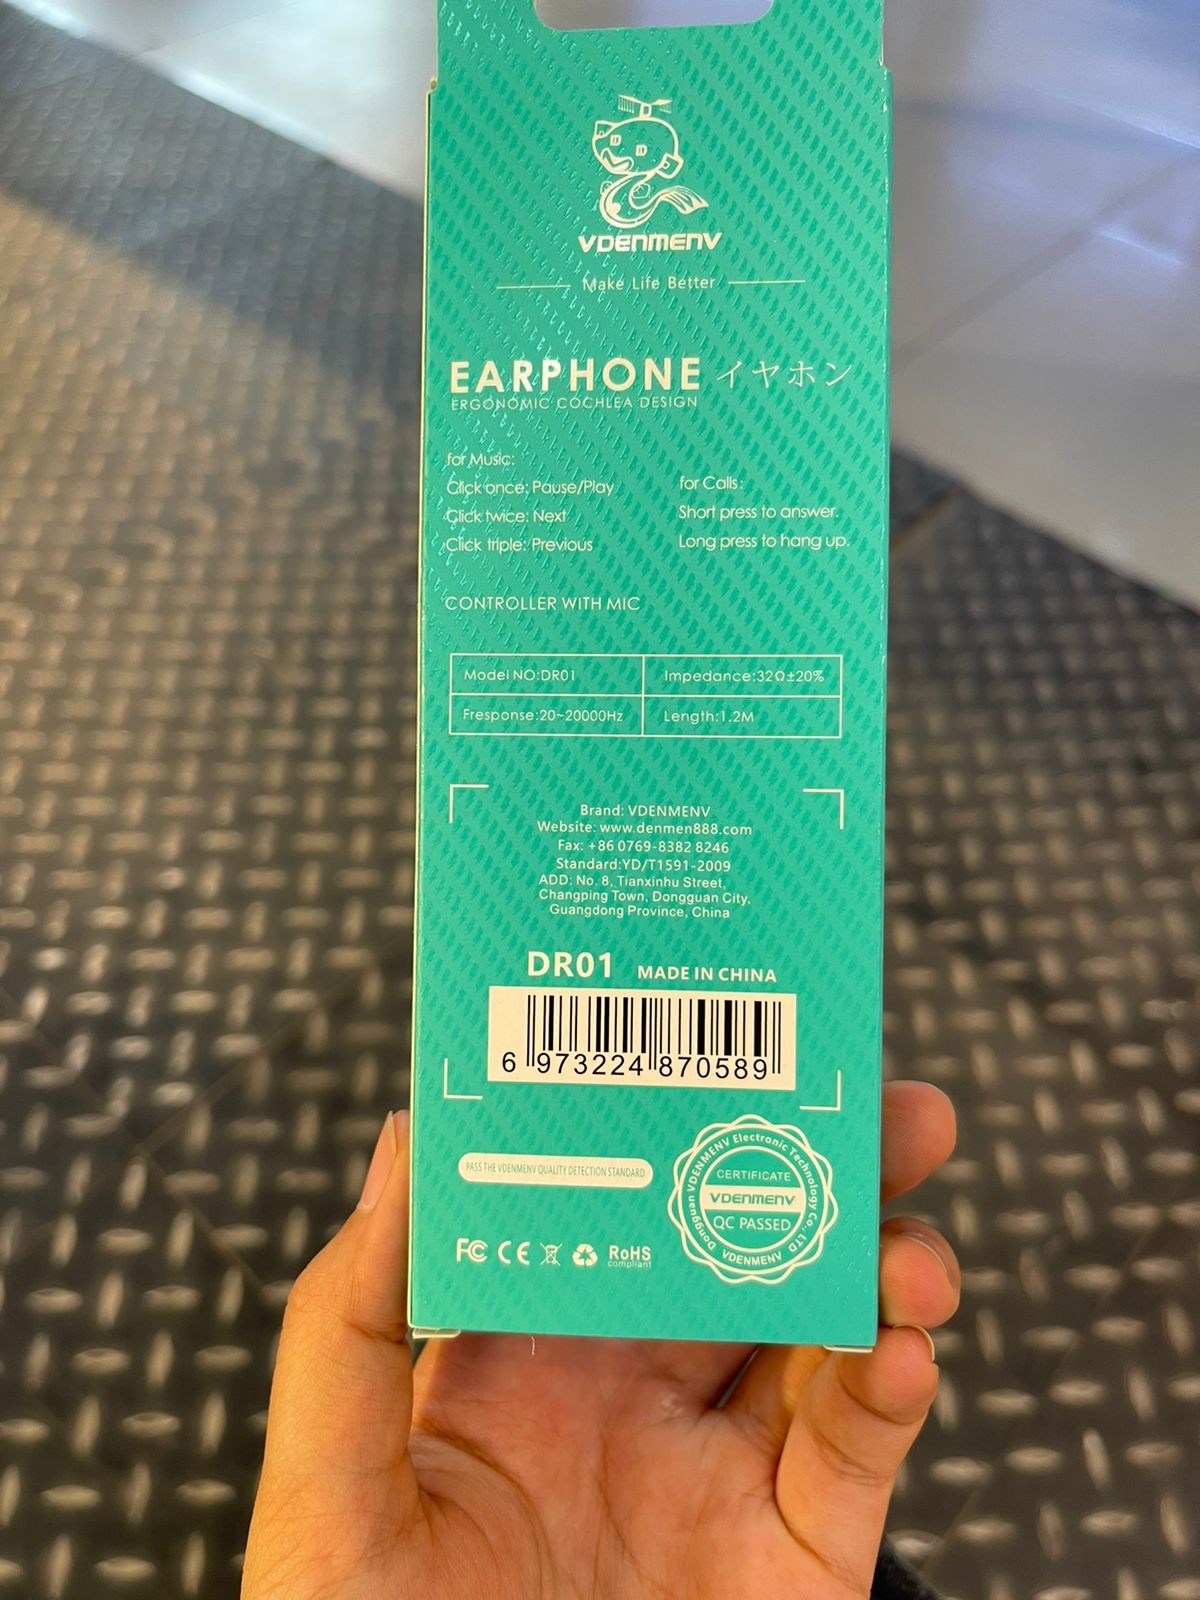 VDENMENV
Make Life Better
EARPHONE イヤホン
ERGONOMIC COCHLEA DESIGN
for Music:
Click once: Pause/Play
Click twice: Next
Click triple: Previous
for Calls:
Short press to answer.
Long press to hang up.
CONTROLLER WITH MIC
Model NO:DR01 Impedance:32Ω±20%
Fresponse:20~20000Hz Length:1.2M
Brand: VDENMENV
Website: www.denmen888.com
Fax: +86 0769-8382 8246
Standard:YD/T1591-2009
ADD: No. 8, Tianxinhu Street,
Changping Town, Dongguan City,
Guangdong Province, China
DR01 MADE IN CHINA
6 973224 870589
PASS THE VDENMENV QUALITY DETECTION STANDARD
Dongguan VDENMENV Electronic Technology Co., LTD
CERTIFICATE
VDENMENV
QC PASSED
VDENMENV
FC CE RoHS
compliant